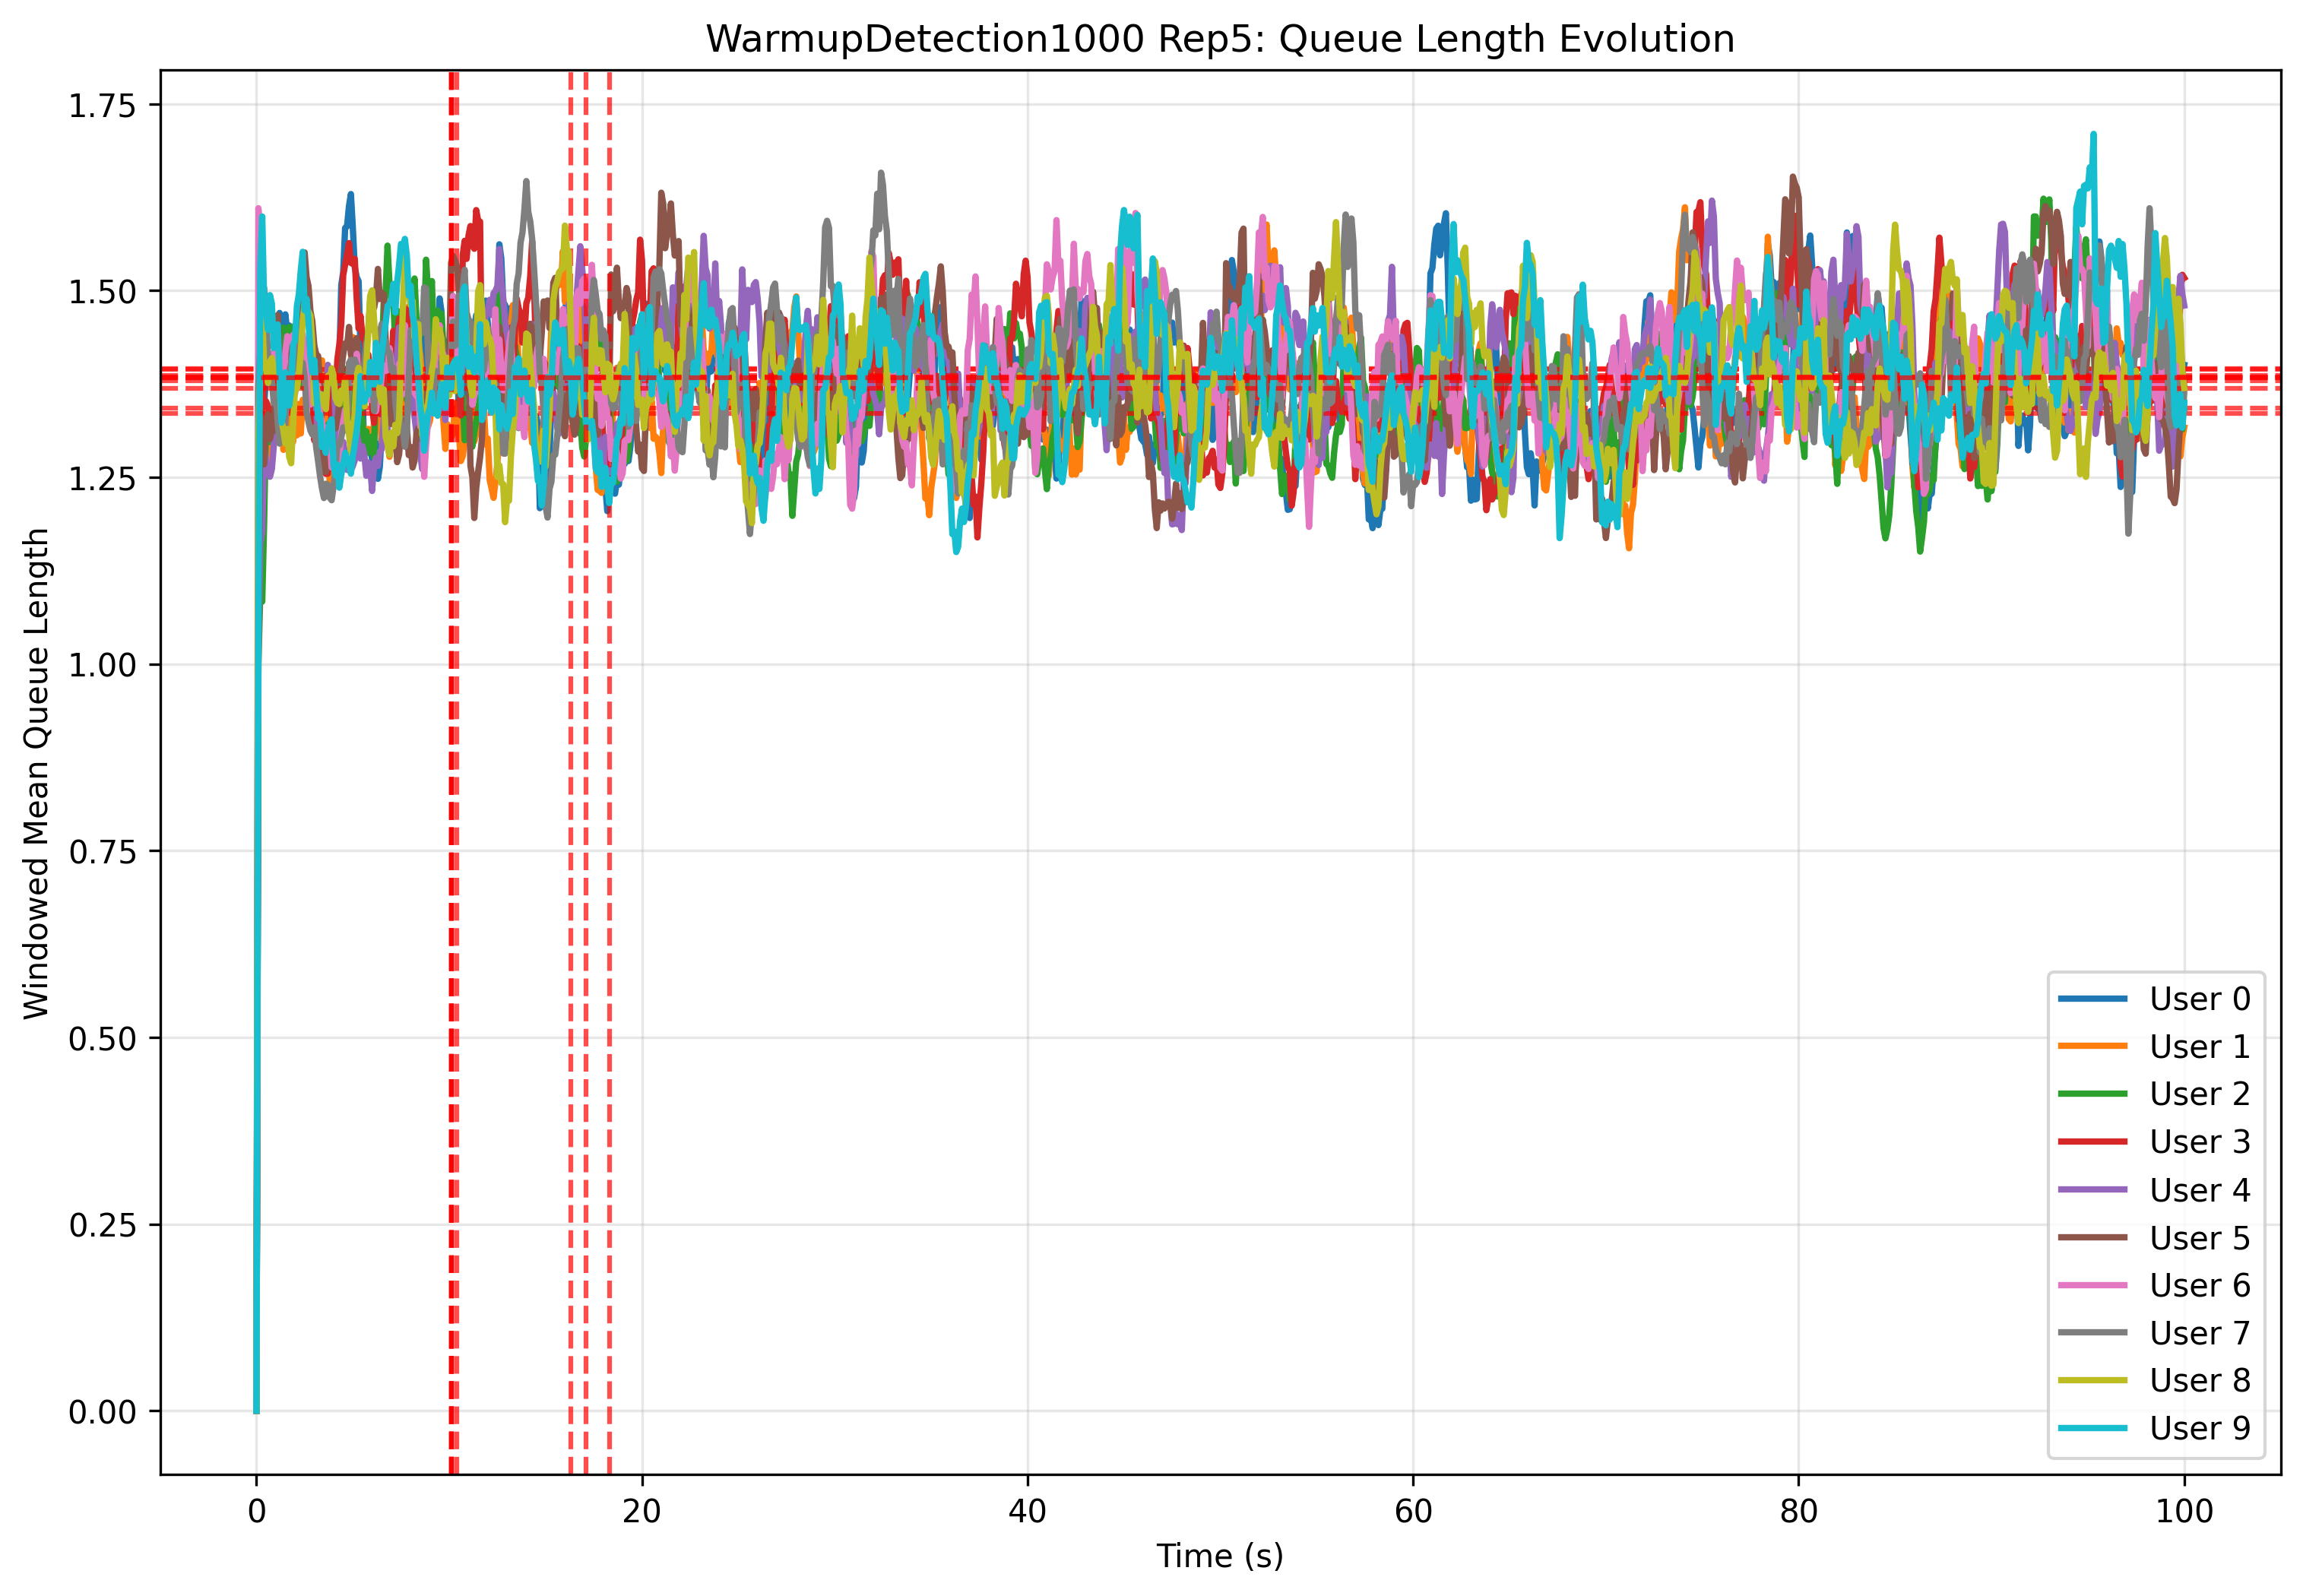 WarmupDetection1000 Rep5: Queue Length Evolution
Windowed Mean Queue Length
1.75
1.50
1.25
1.00
0.75
0.50
0.25
0.00
0
20
40
60
80
100
Time (s)
User 0
User 1
User 2
User 3
User 4
User 5
User 6
User 7
User 8
User 9